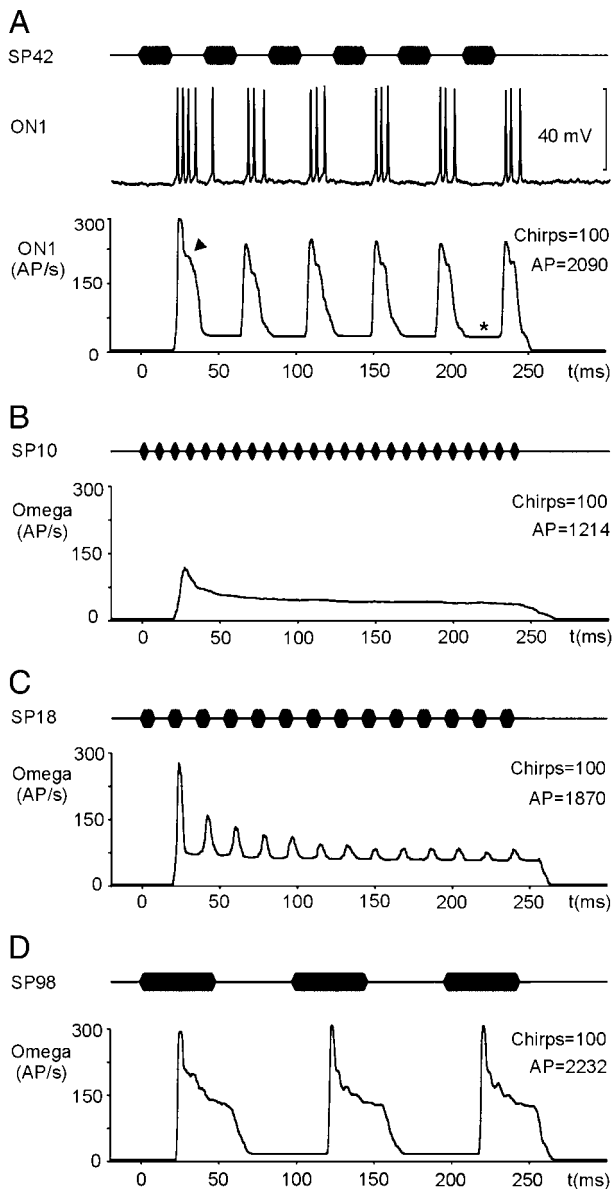 A
SP42
ON1
40 mV
300
ON1
(AP/s)
150
0
Chirps=100
AP=2090
*
0 50 100 150 200 250 t(ms)
B
SP10
300
Omega
(AP/s)
150
0
Chirps=100
AP=1214
0 50 100 150 200 250 t(ms)
C
SP18
300
Omega
(AP/s)
150
0
Chirps=100
AP=1870
0 50 100 150 200 250 t(ms)
D
SP98
300
Omega
(AP/s)
150
0
Chirps=100
AP=2232
0 50 100 150 200 250 t(ms)